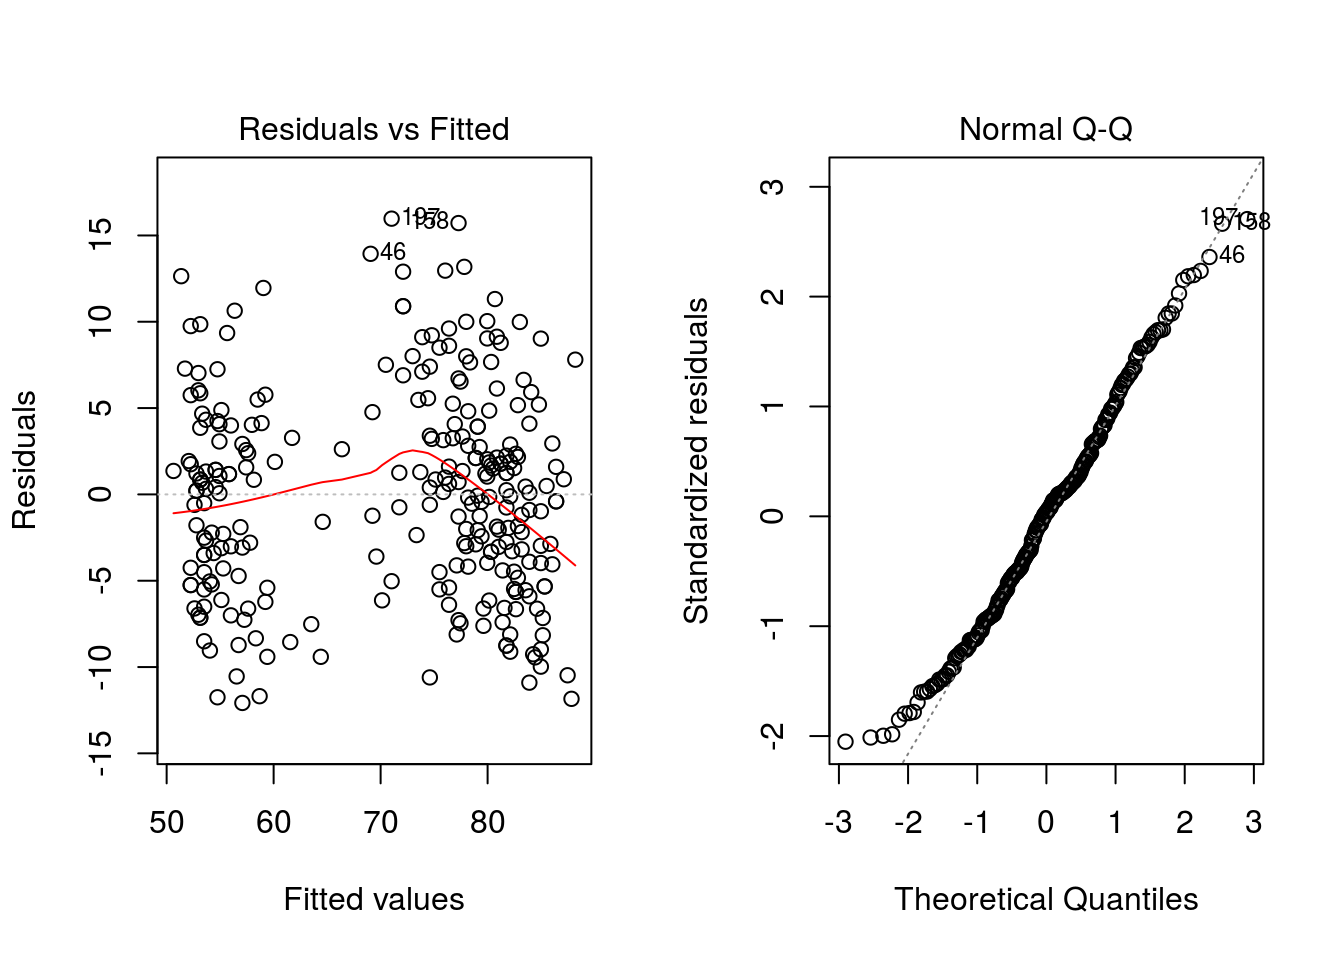 Residuals vs Fitted
Residuals
15
10
5
0
-5
-10
-15
197
158
46
50 60 70 80
Fitted values
Normal Q-Q
Standardized residuals
3
2
1
0
-1
-2
197
158
46
-3 -2 -1 0 1 2 3
Theoretical Quantiles